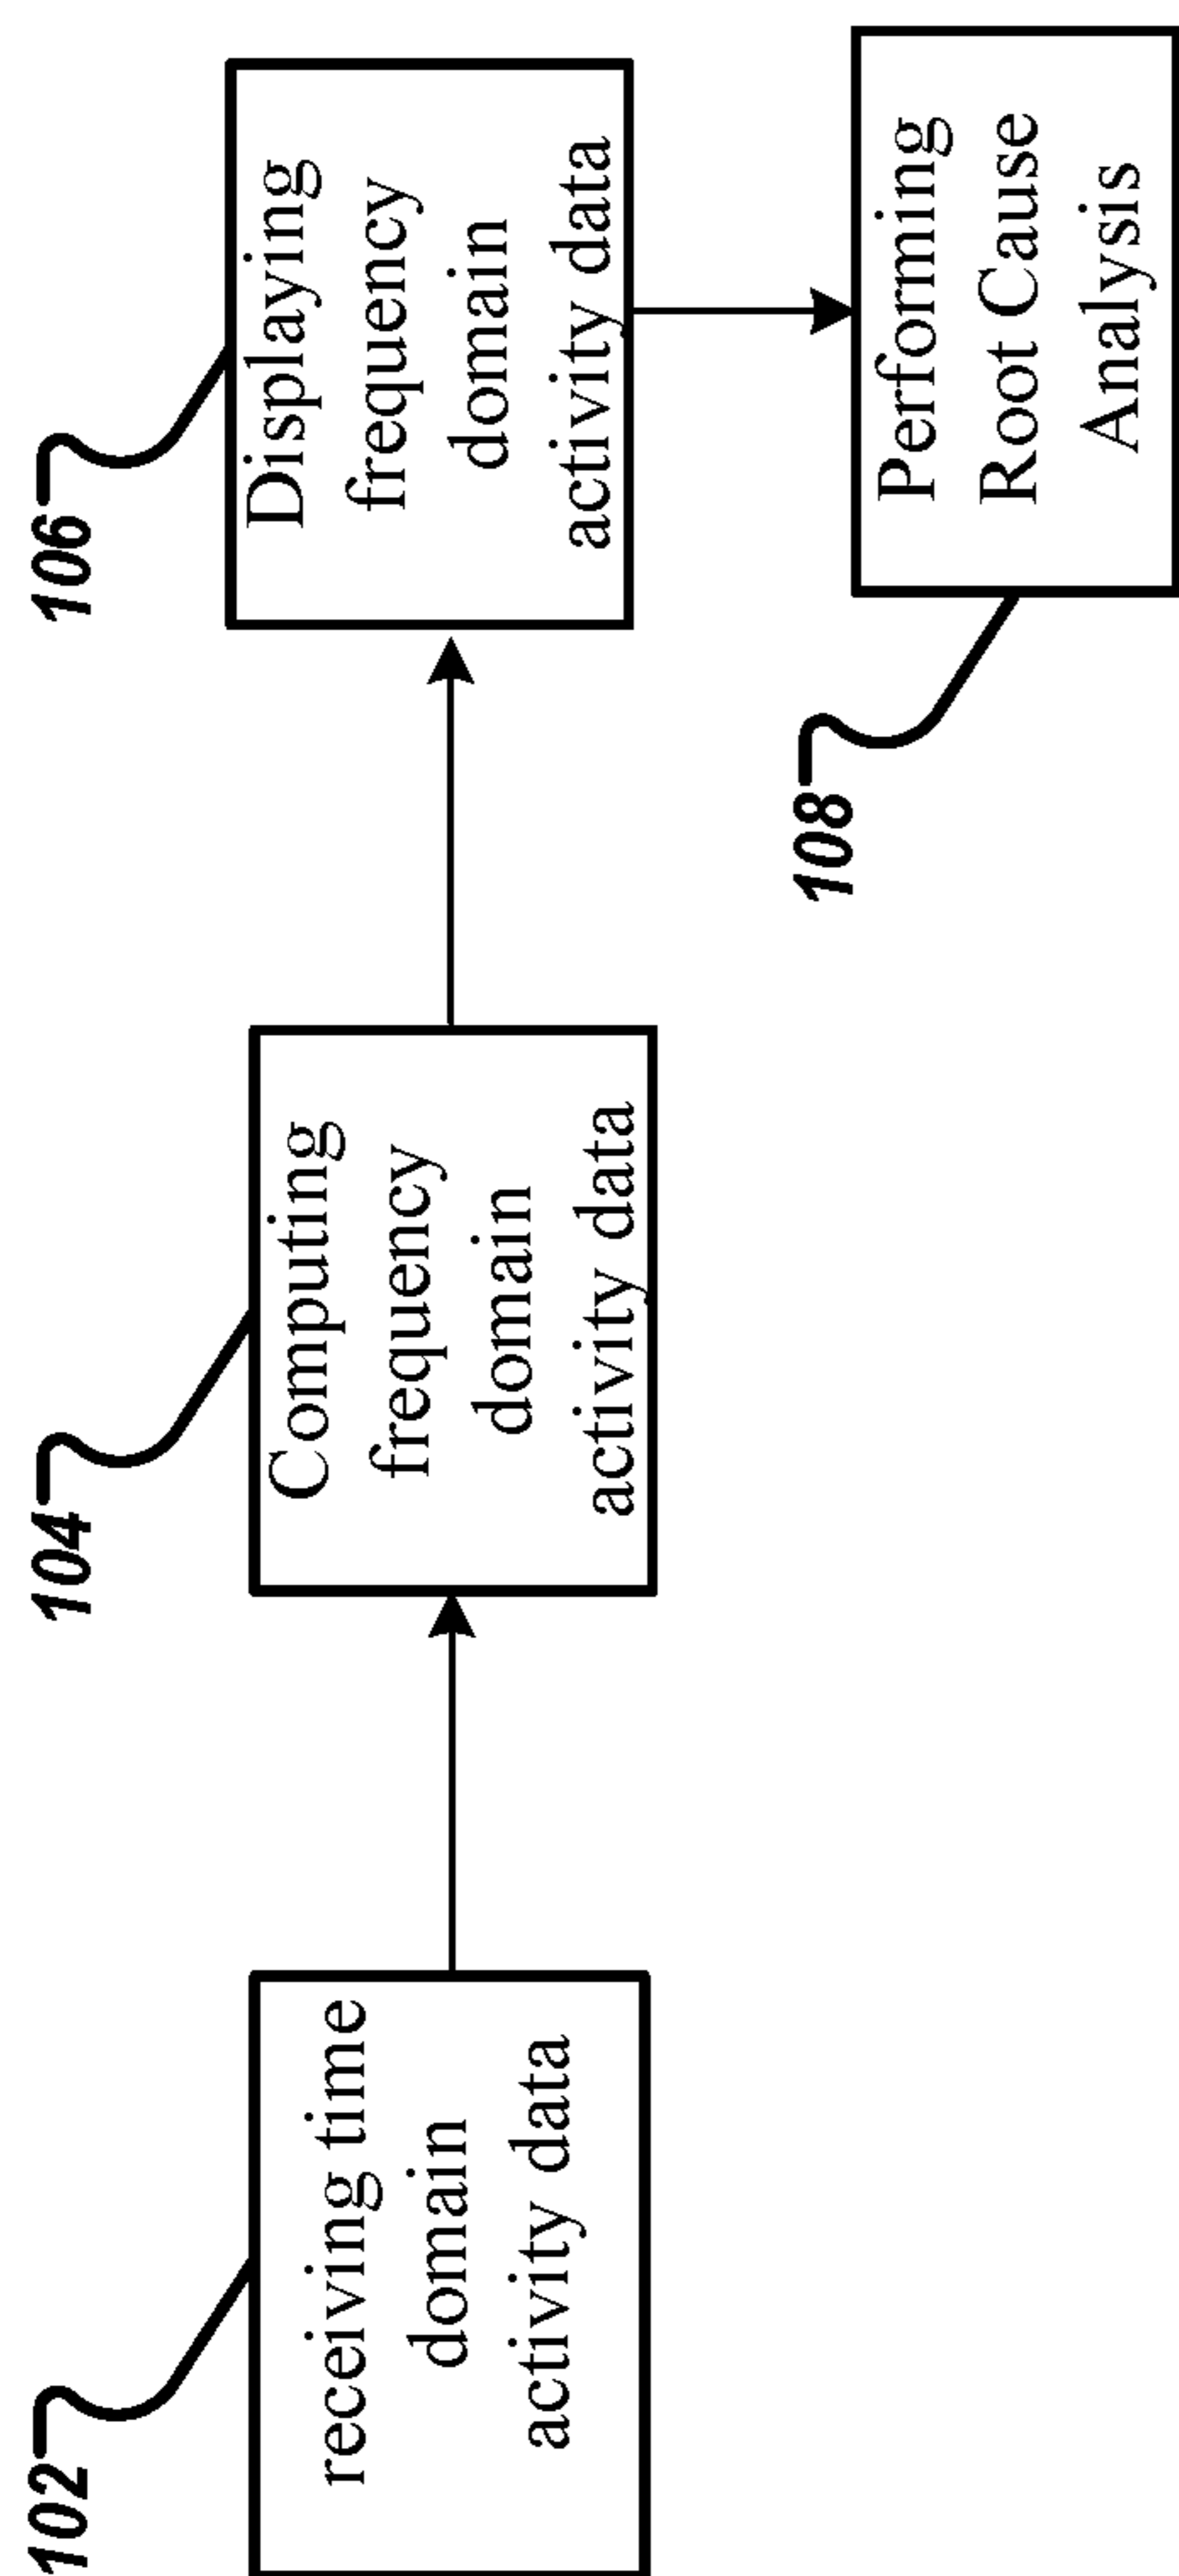 102
receiving time
domain
activity data
104
Computing
frequency
domain
activity data
106
Displaying
frequency
domain
activity data
108
Performing
Root Cause
Analysis